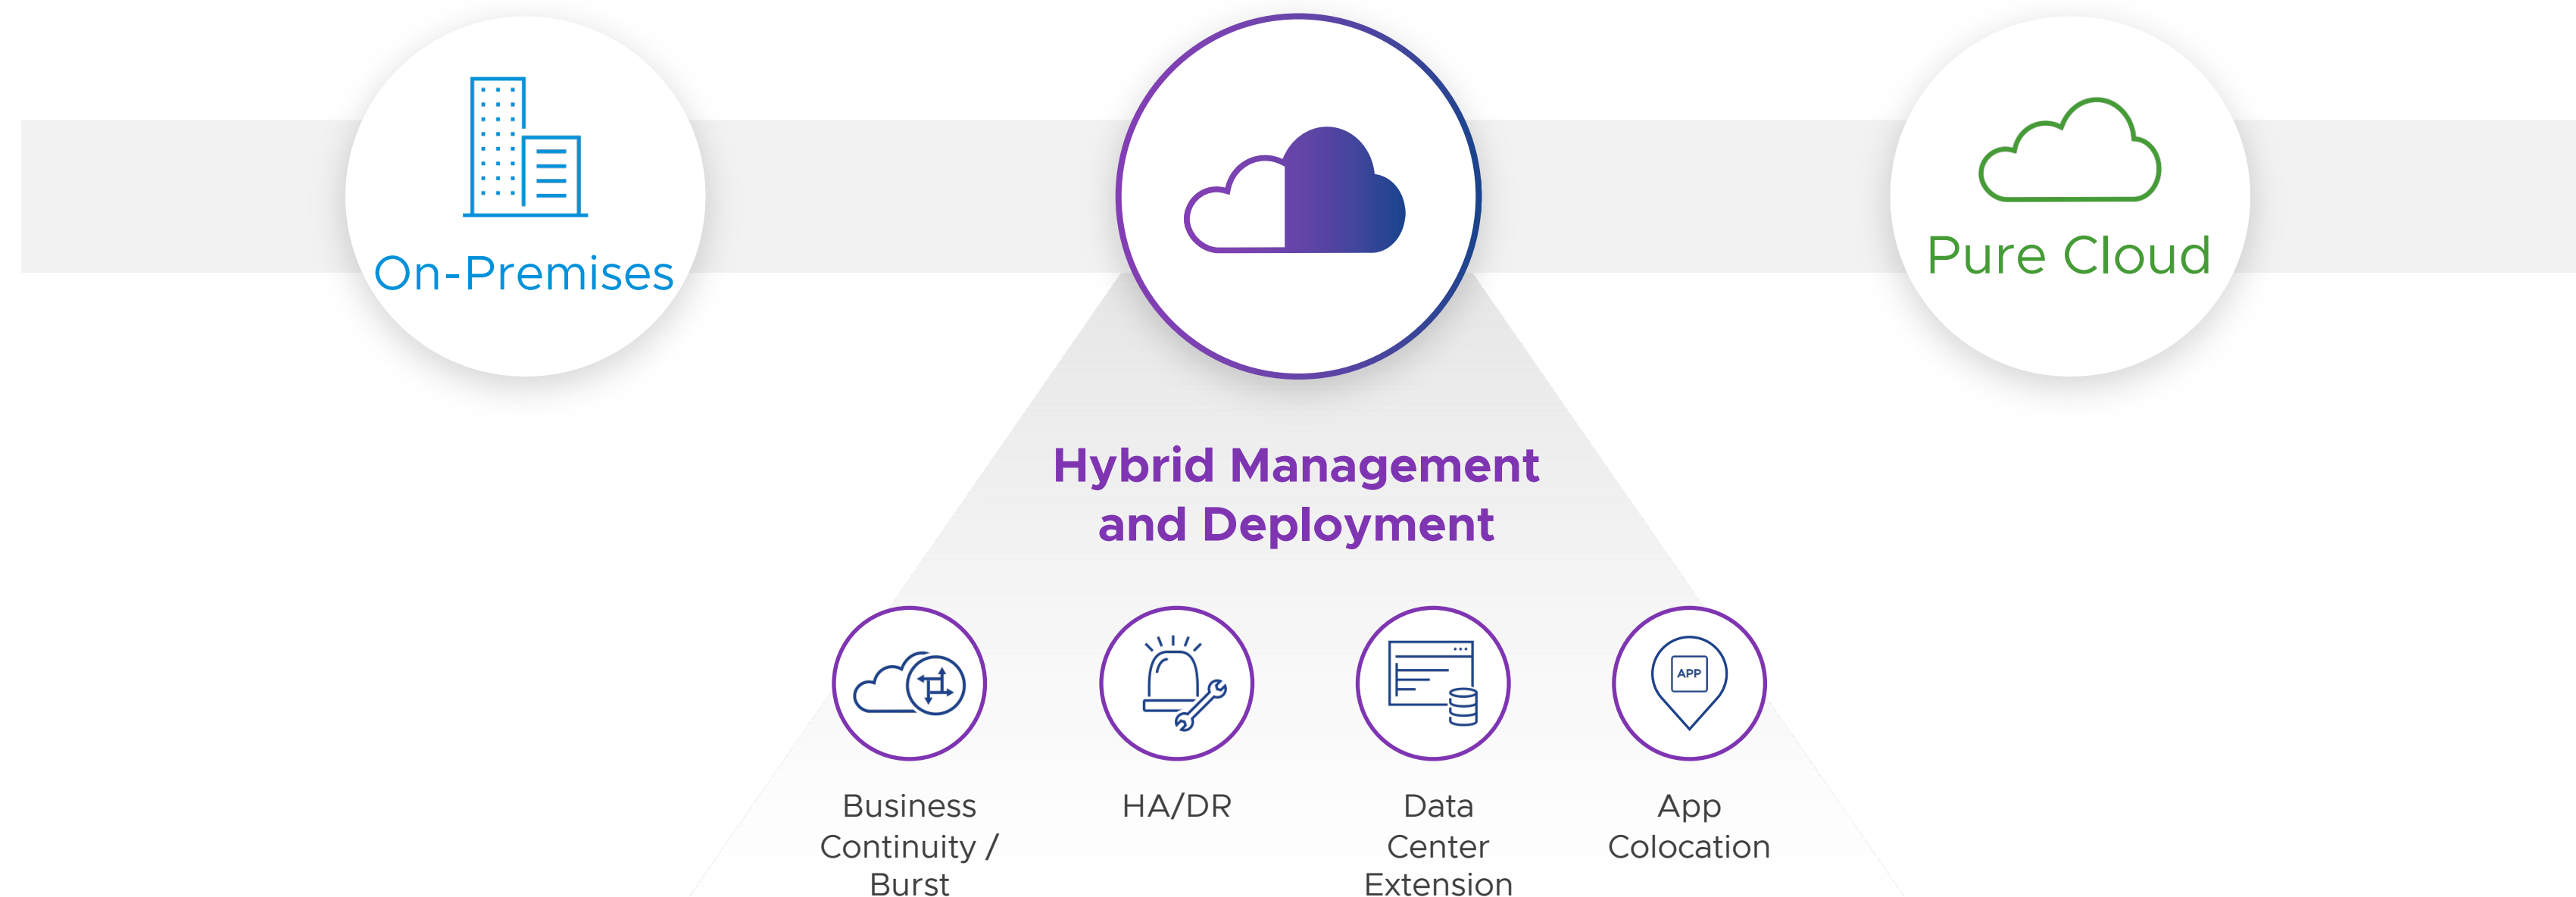 On-Premises
Pure Cloud
Hybrid Management
and Deployment
APP
Business
Continuity /
Burst
HA/DR
Data
Center
Extension
App
Colocation